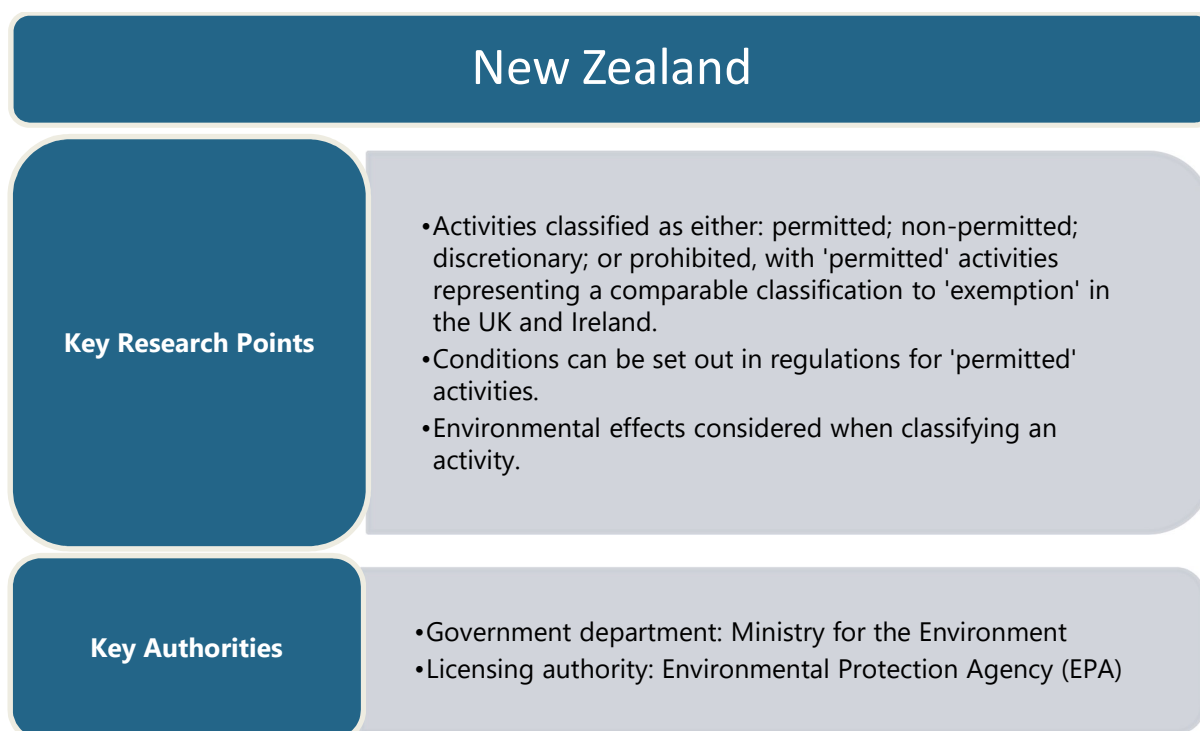 New Zealand
Key Research Points
•Activities classified as either: permitted; non-permitted;
discretionary; or prohibited, with 'permitted' activities
representing a comparable classification to 'exemption' in
the UK and Ireland.
•Conditions can be set out in regulations for 'permitted'
activities.
•Environmental effects considered when classifying an
activity.
Key Authorities
•Government department: Ministry for the Environment
•Licensing authority: Environmental Protection Agency (EPA)